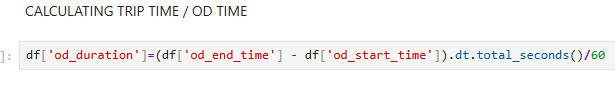 CALCULATING TRIP TIME / OD TIME
]: df['od_duration']=(df['od_end_time'] - df['od_start_time']).dt.total_seconds()/60